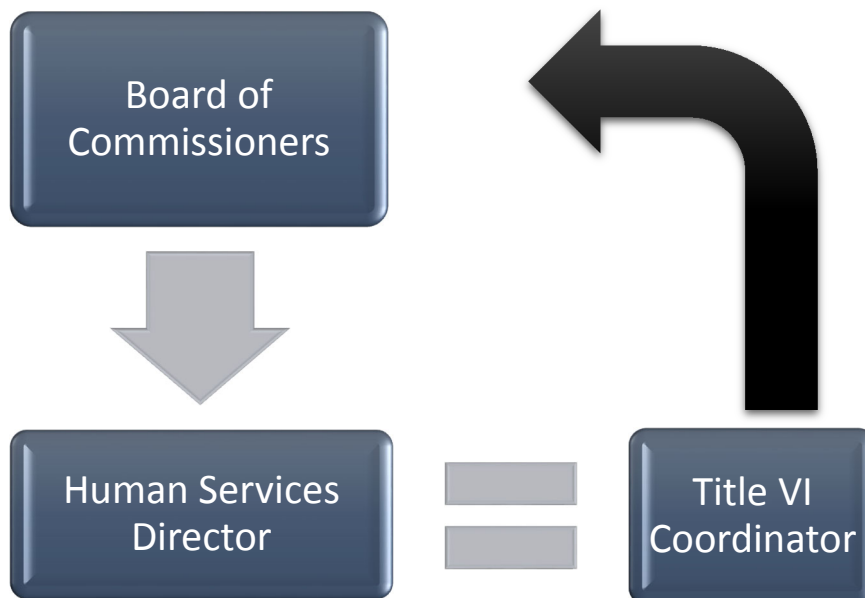 Board of
Commissioners
Human Services
Director
Title VI
Coordinator